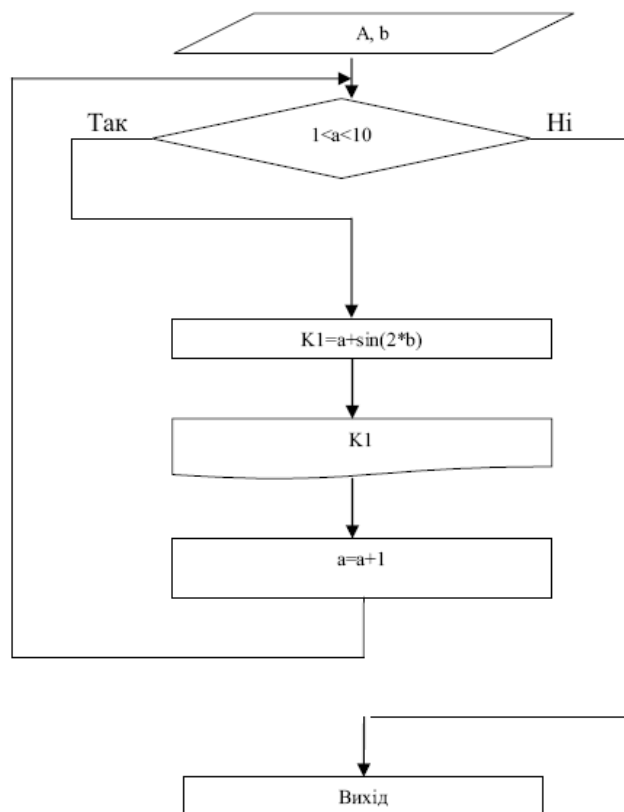 A, b
Так
1<a<10
Ні
K1=a+sin(2*b)
K1
a=a+1
Вихід